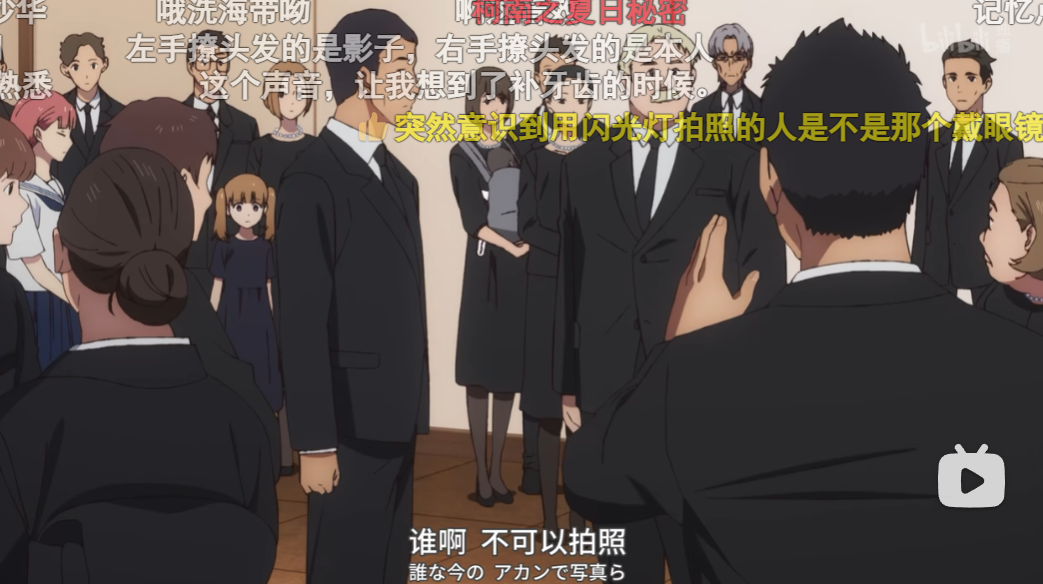 哦洗海带呦
柯南之夏日秘密
记忆
左手撩头发的是影子，右手撩头发的是本人
熟悉
这个声音，让我想到了补牙齿的时候。
突然意识到用闪光灯拍照的人是不是那个戴眼镜
bilibili
谁啊 不可以拍照
誰な今の アカンで写真ら